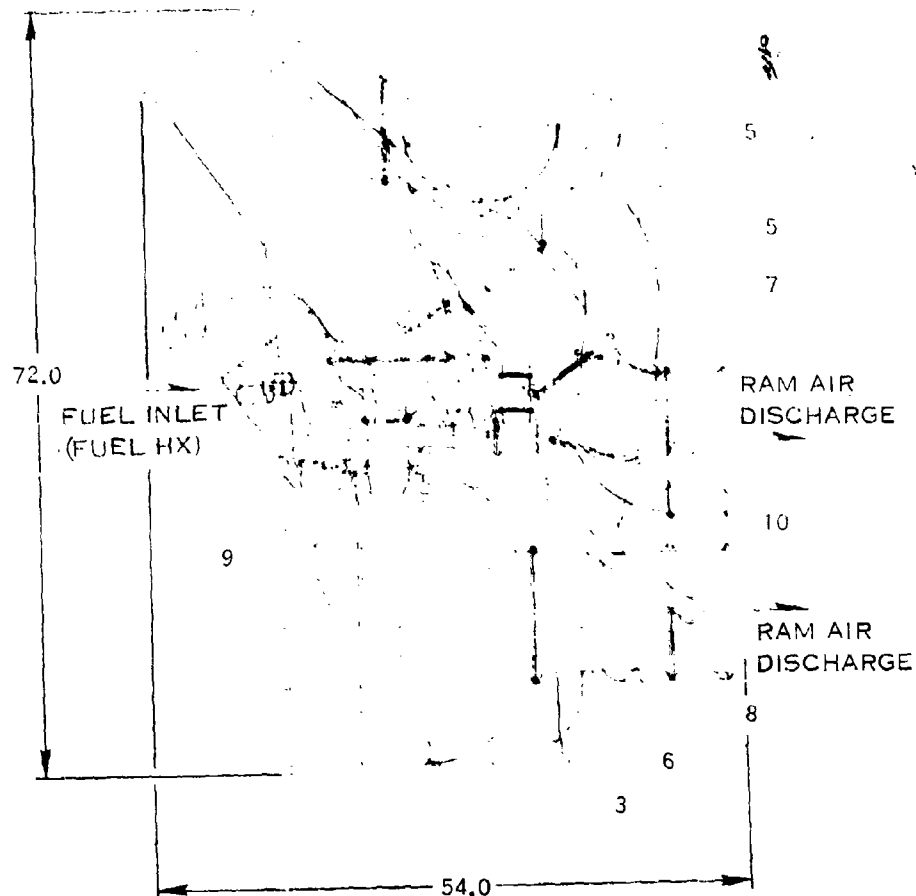 5
5
7
72.0
RAM AIR
DISCHARGE
FUEL INLET
(FUEL HX)
10
9
RAM AIR
DISCHARGE
8
6
3
54.0